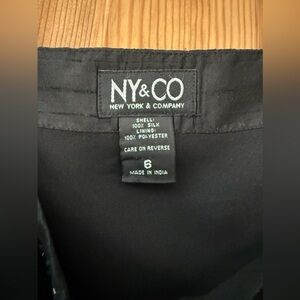 NY&CO
NEW YORK & COMPANY
SHELL:
100% SILK
LINING:
100% POLYESTER
CARE ON REVERSE
6
MADE IN INDIA